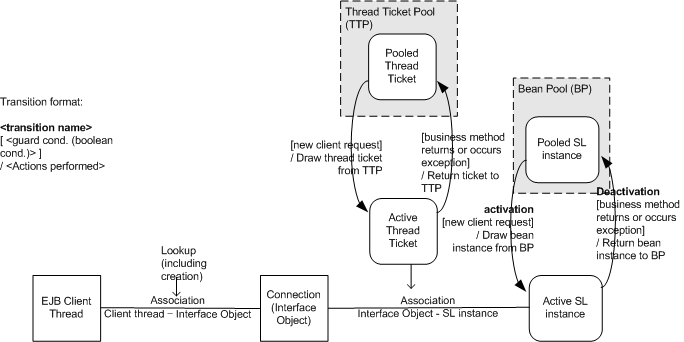 Thread Ticket Pool
(TTP)
Pooled
Thread
Ticket
Bean Pool (BP)
Pooled SL
instance
Transition format:
<transition name>
[ <guard cond. (boolean
cond.)> ]
/ <Actions performed>
[new client request]
/ Draw thread ticket
from TTP
[business method
returns or occurs
exception]
/ Return ticket to
TTP
activation
[new client request]
/ Draw bean
instance from BP
Deactivation
[business method
returns or occurs
exception]
/ Return bean
instance to BP
Active
Thread
Ticket
Lookup
(including
creation)
EJB Client
Thread
Association
Client thread – Interface Object
Connection
(Interface
Object)
Association
Interface Object - SL instance
Active SL
instance